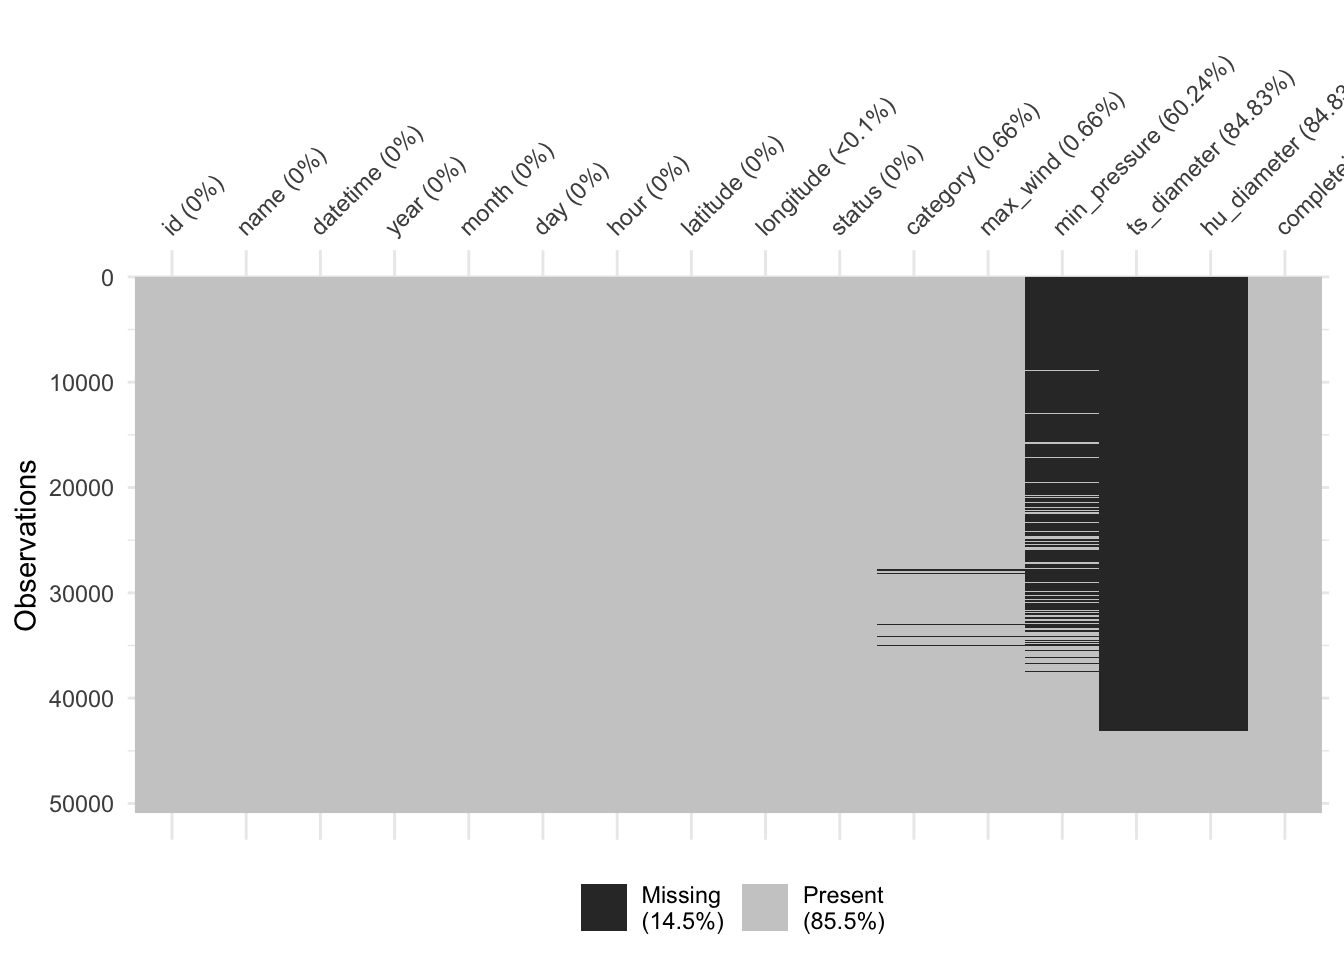 id (0%)
name (0%)
datetime (0%)
year (0%)
month (0%)
day (0%)
hour (0%)
latitude (0%)
longitude (<0.1%)
status (0%)
category (0.66%)
max_wind (0.66%)
min_pressure (60.24%)
ts_diameter (84.83%)
hu_diameter (84.83
Observations
0
10000
20000
30000
40000
50000
Missing
(14.5%)
Present
(85.5%)